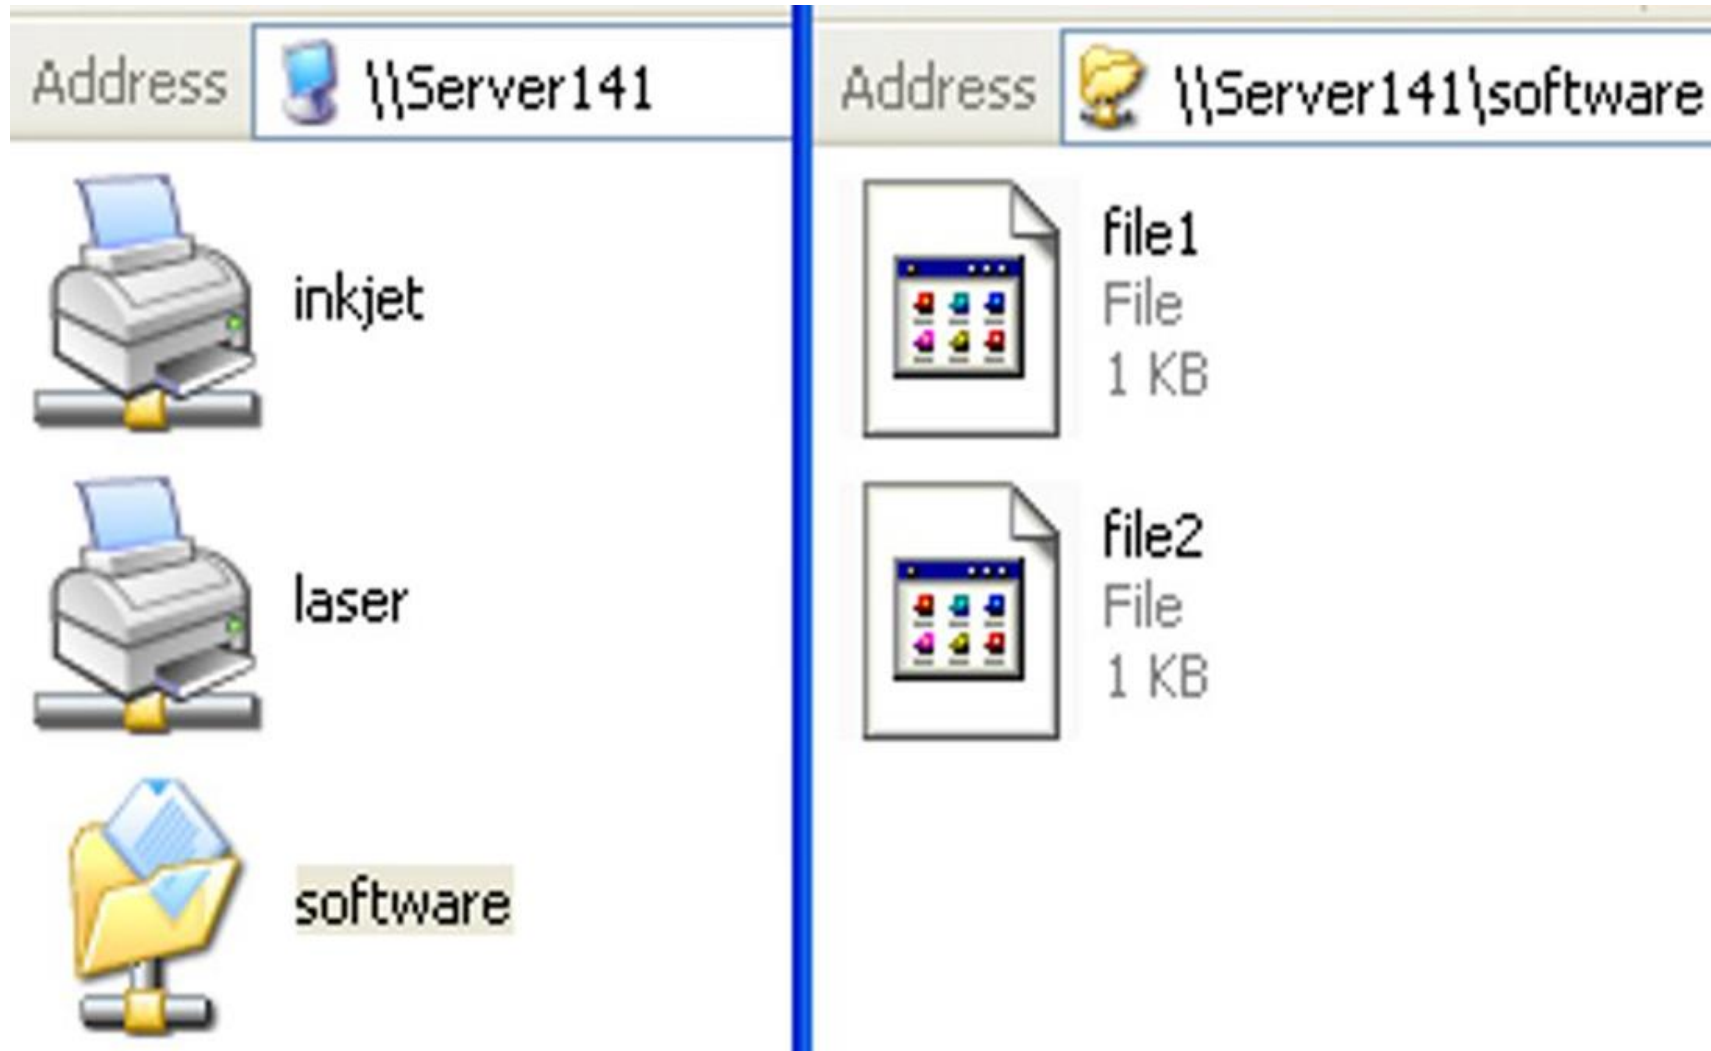 Address \\Server141
inkjet
laser
software
Address \\Server141\software
file1
File
1 KB
file2
File
1 KB